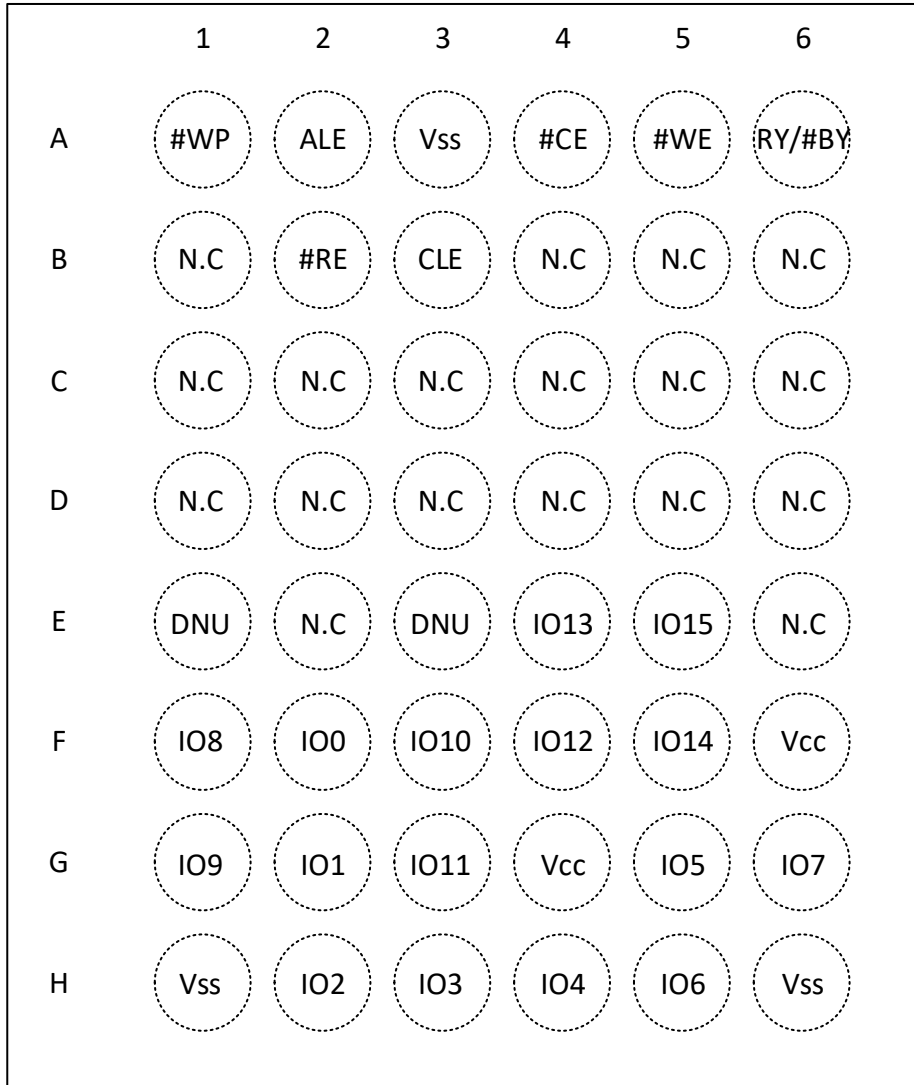 1 2 3 4 5 6
A #WP ALE Vss #CE #WE RY/#BY
B N.C #RE CLE N.C N.C N.C
C N.C N.C N.C N.C N.C N.C
D N.C N.C N.C N.C N.C N.C
E DNU N.C DNU IO13 IO15 N.C
F IO8 IO0 IO10 IO12 IO14 Vcc
G IO9 IO1 IO11 Vcc IO5 IO7
H Vss IO2 IO3 IO4 IO6 Vss